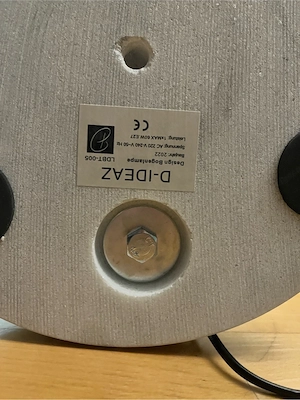 D-IDEAZ
Design Bogenlampe
LDBT-005
Baujahr: 2022
Spannung: AC 220 V-240 V~50 Hz
Leistung: 1xMAX 60W E27
CE